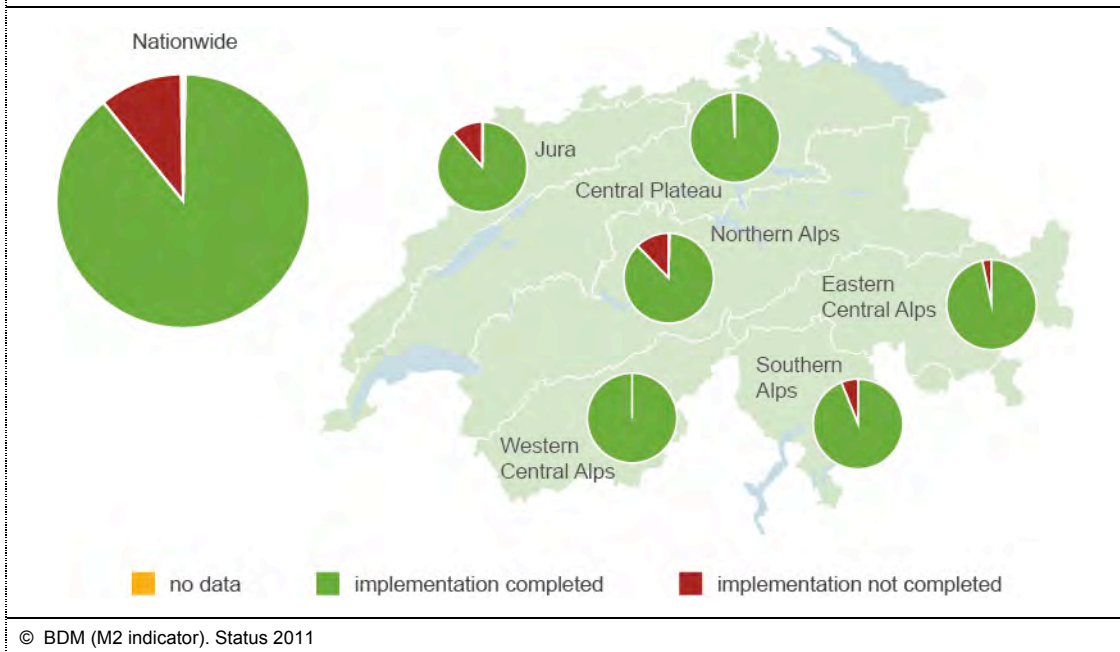 Nationwide
Jura
Central Plateau
Northern Alps
Eastern
Central Alps
Southern
Alps
Western
Central Alps
no data
implementation completed
implementation not completed
© BDM (M2 indicator). Status 2011